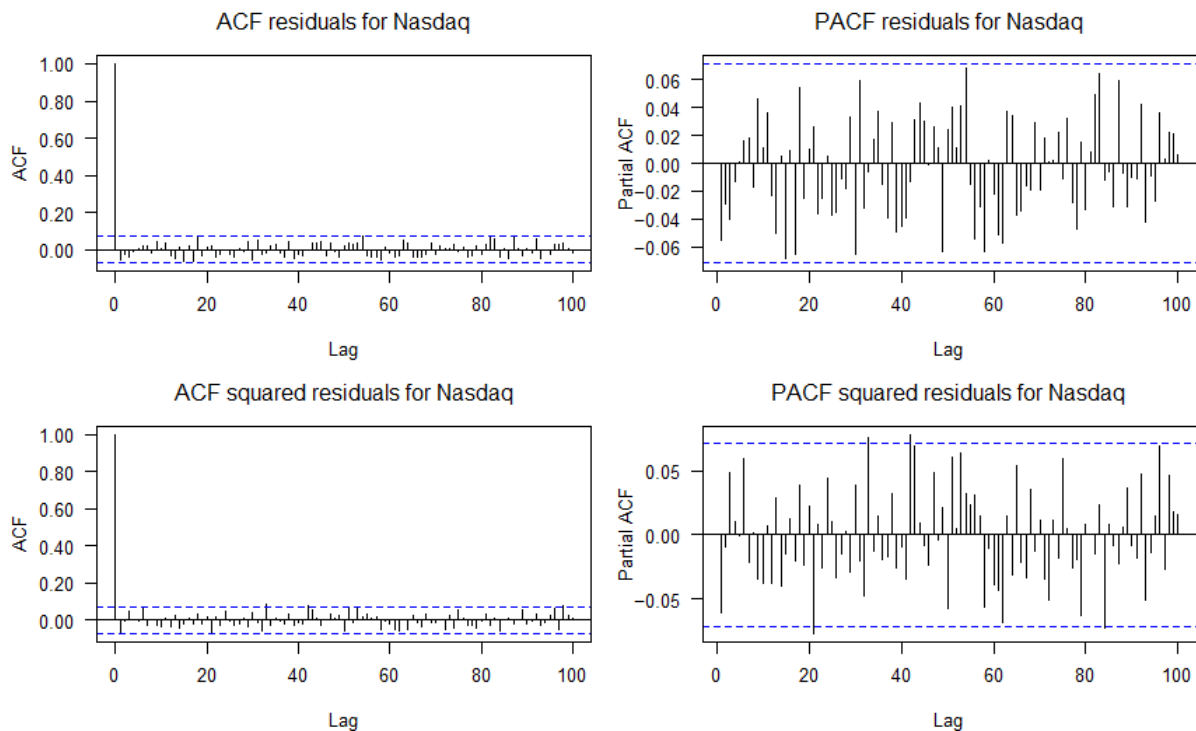 ACF residuals for Nasdaq
ACF
1.00
0.80
0.60
0.40
0.20
0.00
0 20 40 60 80 100
Lag
PACF residuals for Nasdaq
Partial ACF
0.06
0.04
0.02
0.00
−0.02
−0.04
−0.06
0 20 40 60 80 100
Lag
ACF squared residuals for Nasdaq
ACF
1.00
0.80
0.60
0.40
0.20
0.00
0 20 40 60 80 100
Lag
PACF squared residuals for Nasdaq
Partial ACF
0.05
0.00
−0.05
0 20 40 60 80 100
Lag